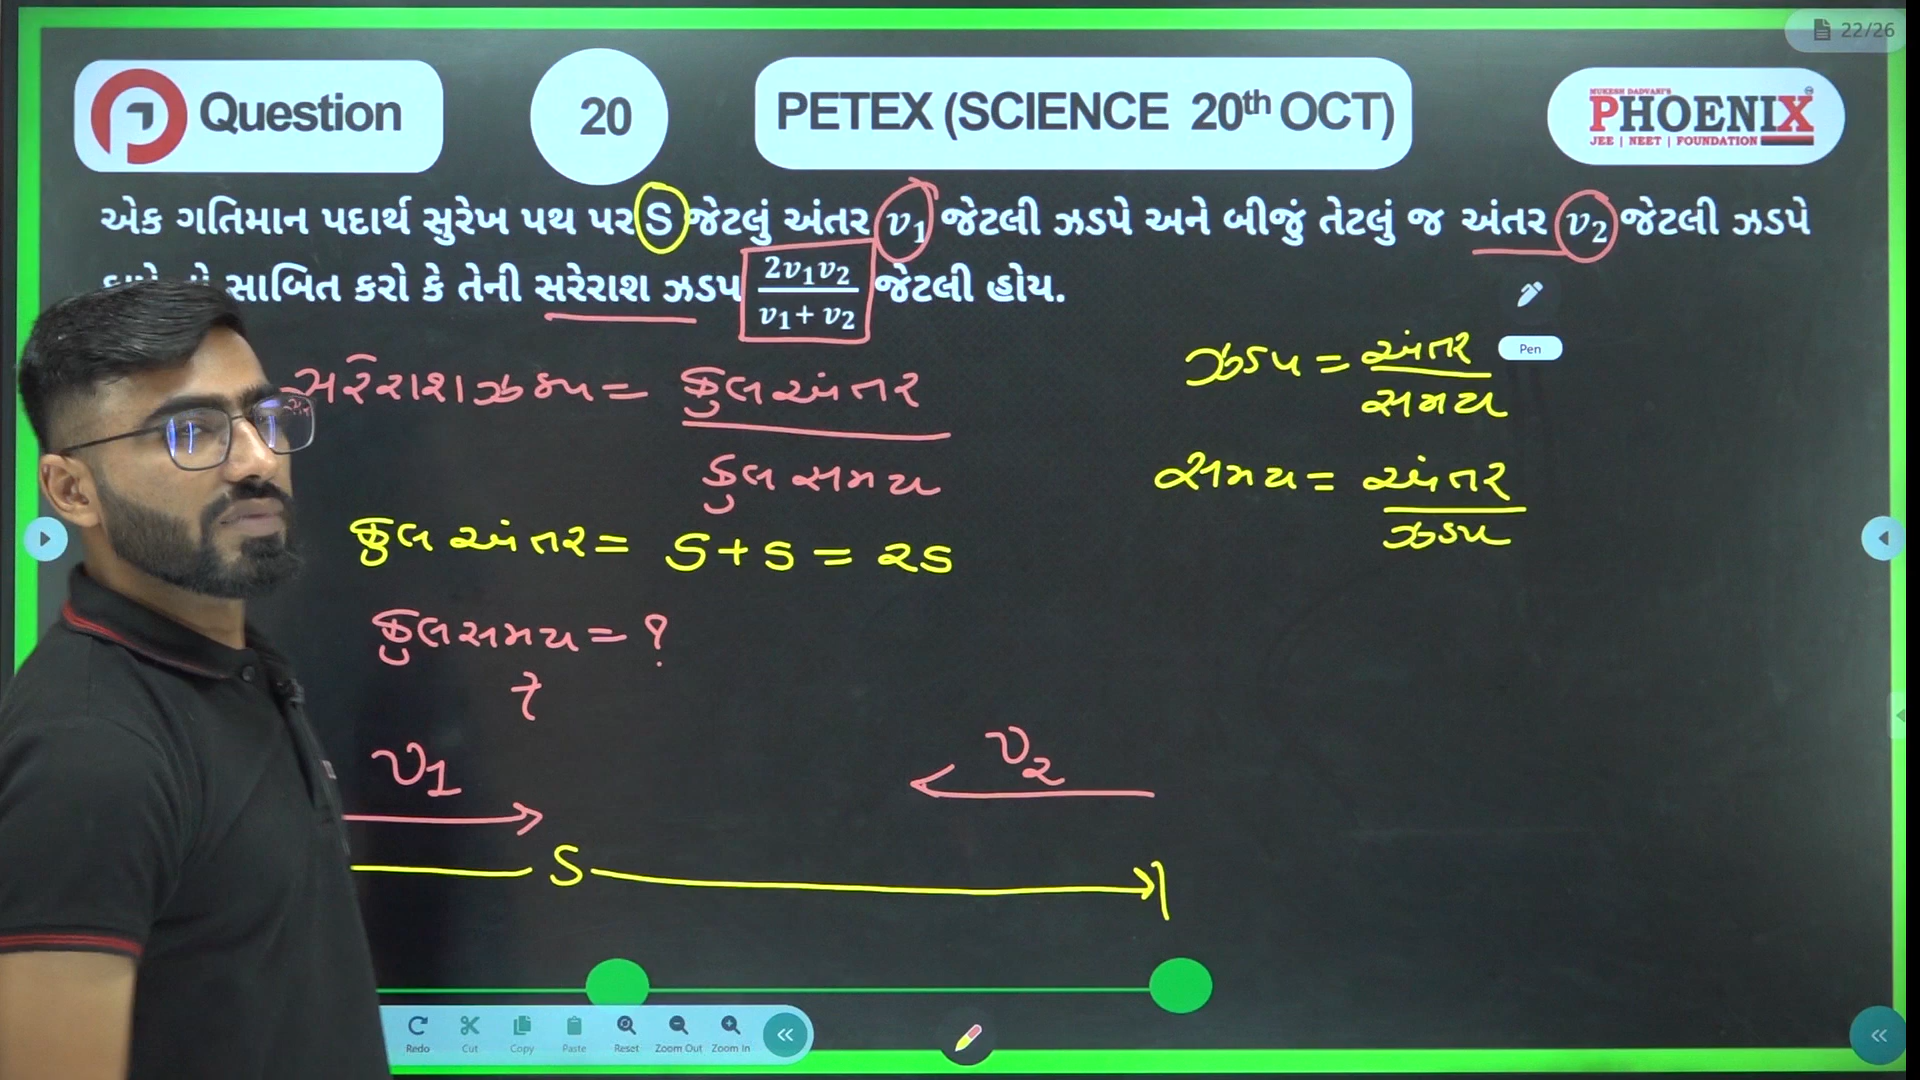 22/26
Question
20
PETEX (SCIENCE 20th OCT)
MUKESH DADVANI'S
PHOENIX
JEE | NEET | FOUNDATION
એક ગતિમાન પદાર્થ સુરેખ પથ પર S જેટલું અંતર v₁ જેટલી ઝડપે અને બીજું તેટલું જ અંતર v₂ જેટલી ઝડપે
સાબિત કરો કે તેની સરેરાશ ઝડપ 2v₁v₂ / v₁ + v₂ જેટલી હોય.
Pen
સરેરાશ ઝડપ = કુલ અંતર / કુલ સમય
ઝડપ = અંતર / સમય
સમય = અંતર / ઝડપ
કુલ અંતર = S + S = 2S
કુલ સમય = ?
v₁
v₂
S
Redo
Cut
Copy
Paste
Reset
Zoom Out
Zoom In